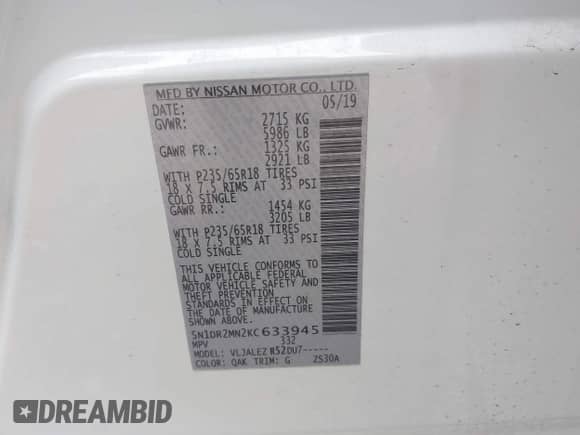 MFD BY NISSAN MOTOR CO., LTD.
DATE: 05/19
GVWR: 2715 KG
5986 LB
GAWR FR.: 1325 KG
2921 LB
WITH P235/65R18 TIRES
18 X 7.5 RIMS AT 33 PSI
COLD SINGLE
GAWR RR.: 1454 KG
3205 LB
WITH P235/65R18 TIRES
18 X 7.5 RIMS AT 33 PSI
COLD SINGLE
THIS VEHICLE CONFORMS TO
ALL APPLICABLE FEDERAL
MOTOR VEHICLE SAFETY AND
THEFT PREVENTION
STANDARDS IN EFFECT ON
THE DATE OF MANUFACTURE
SHOWN ABOVE.
5N1DR2MN2KC633945
MPV 332
MODEL: VLJALEZ R52DU7-----
COLOR: QAK TRIM: G ZS30A
DREAMBID